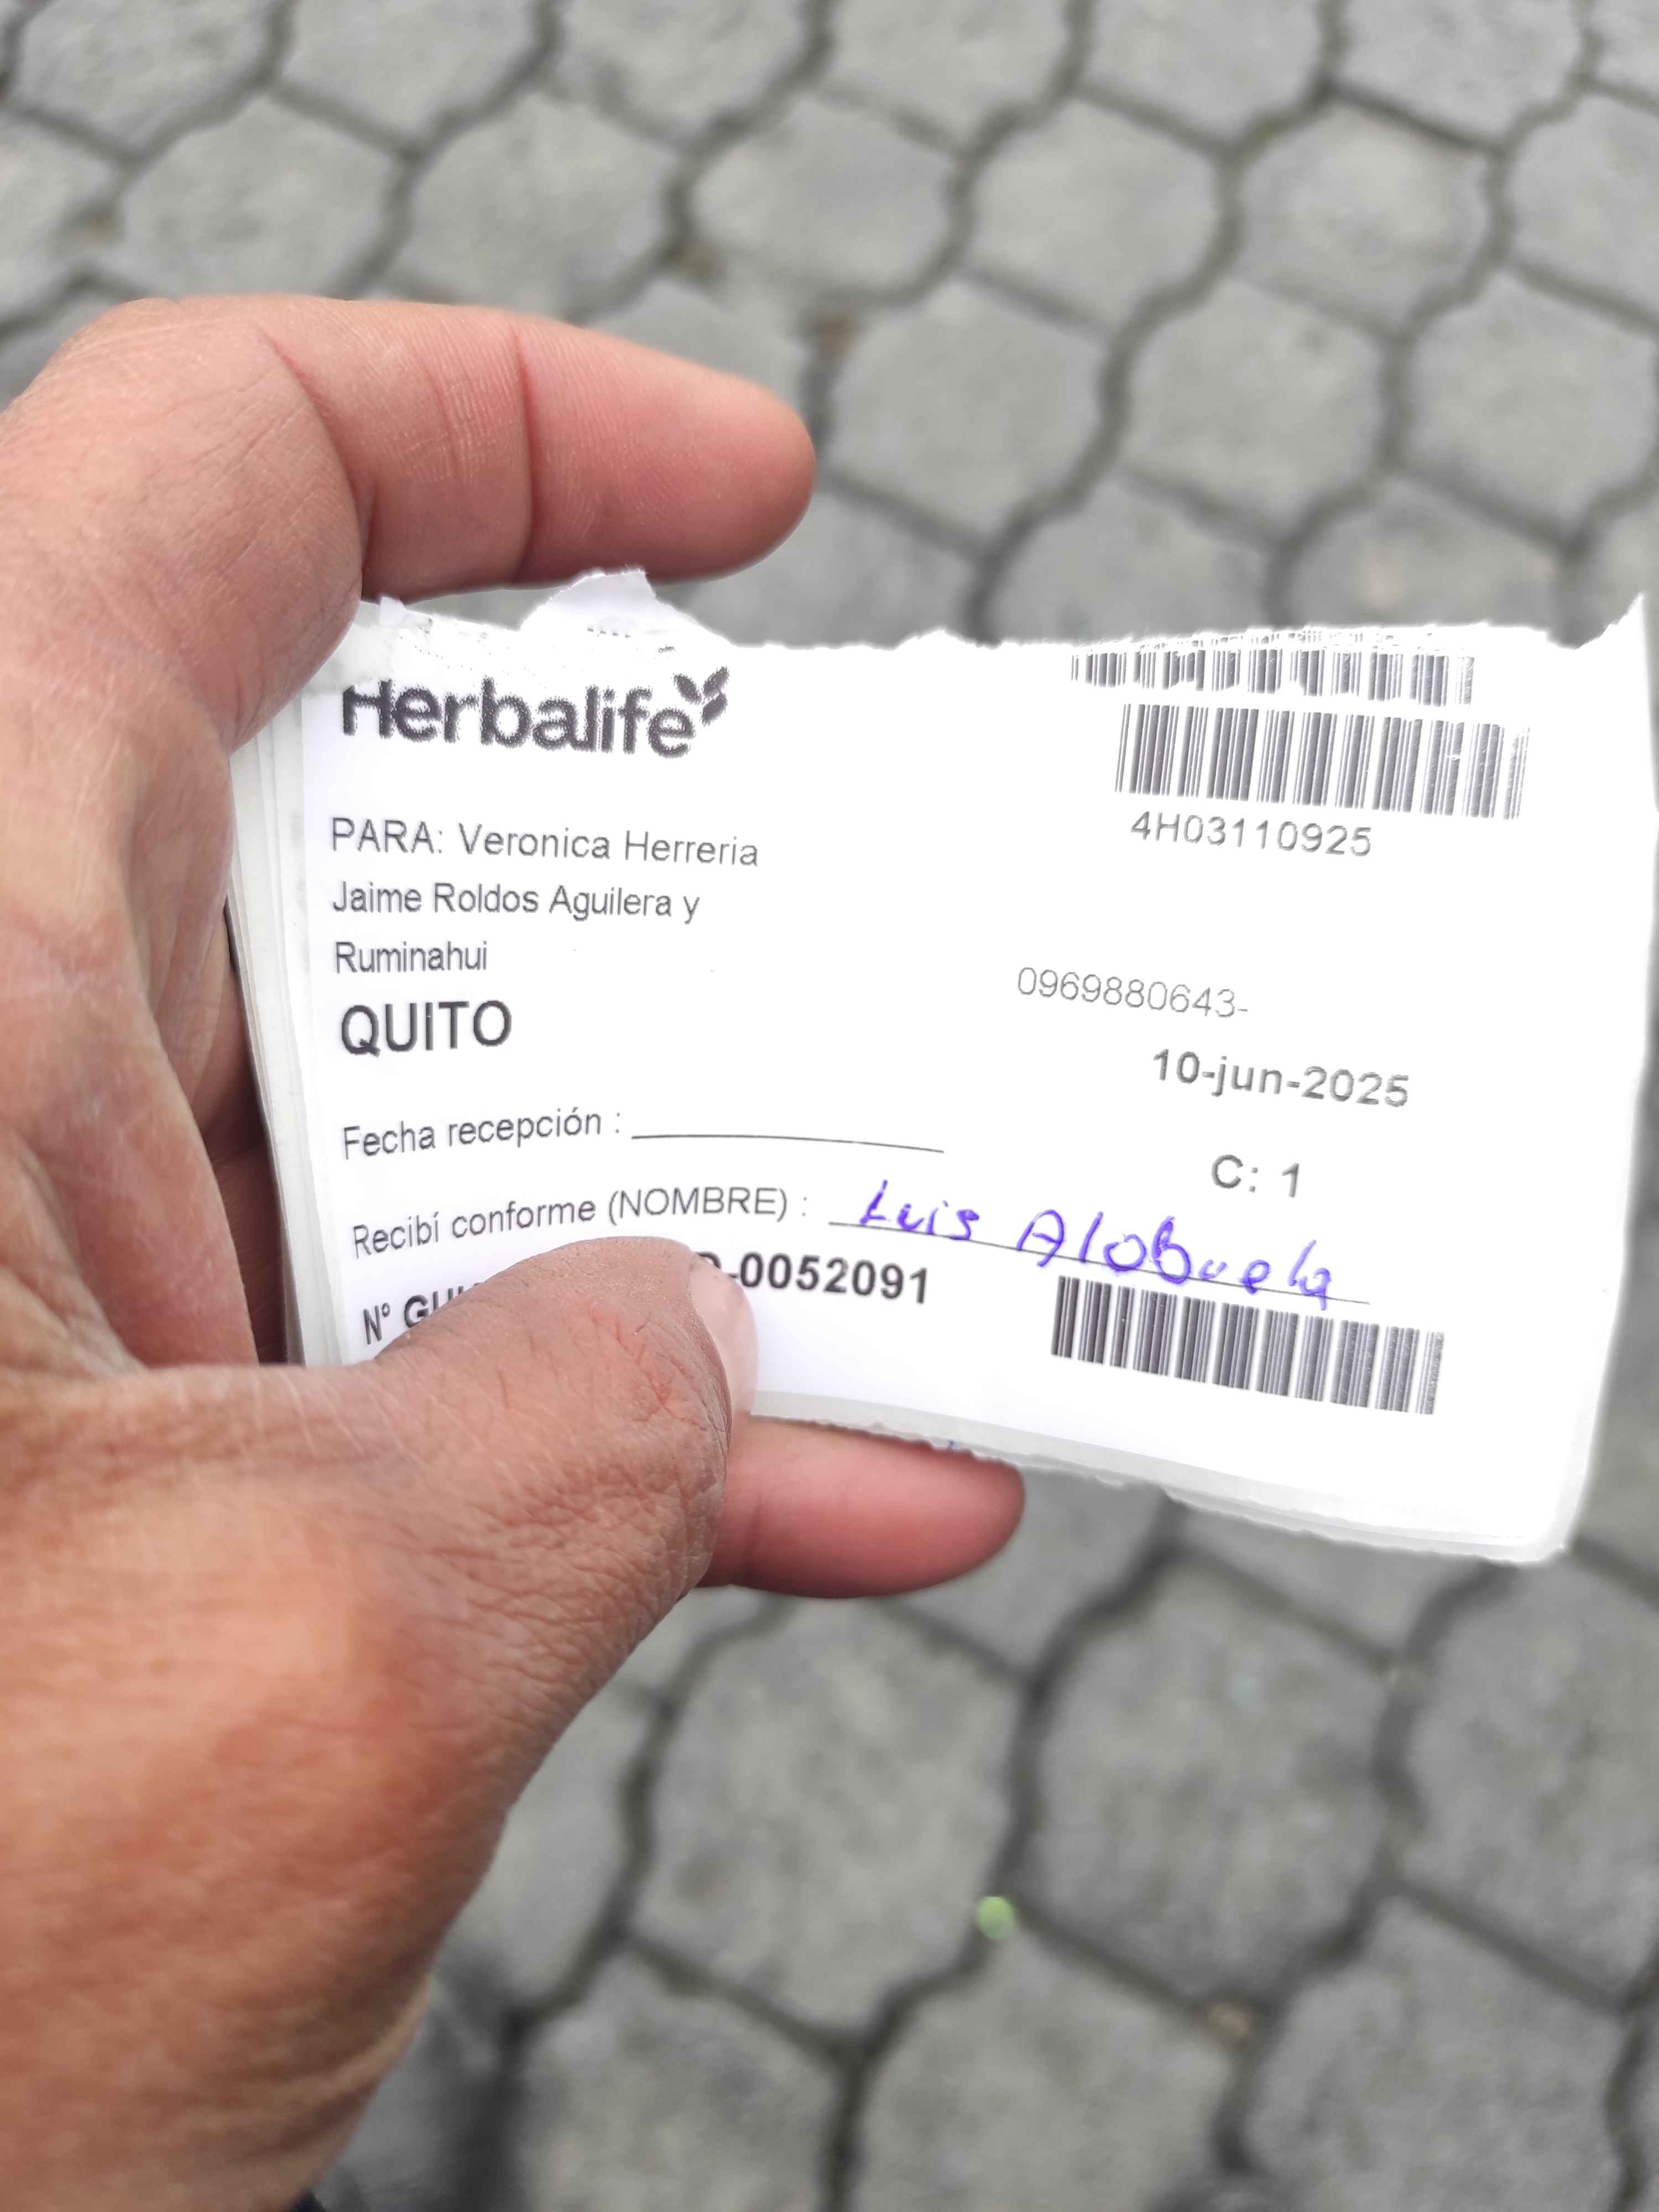 Herbalife
4H03110925
PARA: Veronica Herreria
Jaime Roldos Aguilera y
Ruminahui
0969880643-
QUITO
10-jun-2025
Fecha recepción :
C: 1
Recibí conforme (NOMBRE) : Luis Alobuela
Nº -0052091